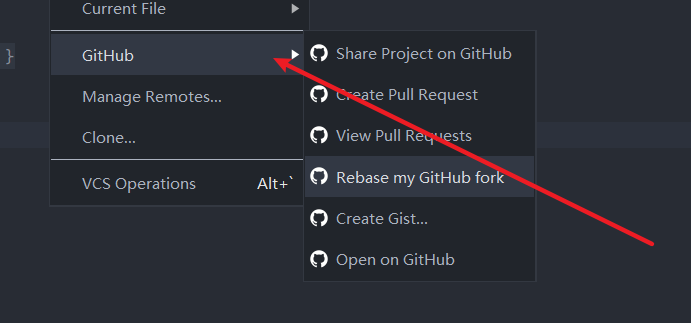 Current File
}
GitHub
Manage Remotes...
Clone...
VCS Operations Alt+`
Share Project on GitHub
Create Pull Request
View Pull Requests
Rebase my GitHub fork
Create Gist...
Open on GitHub